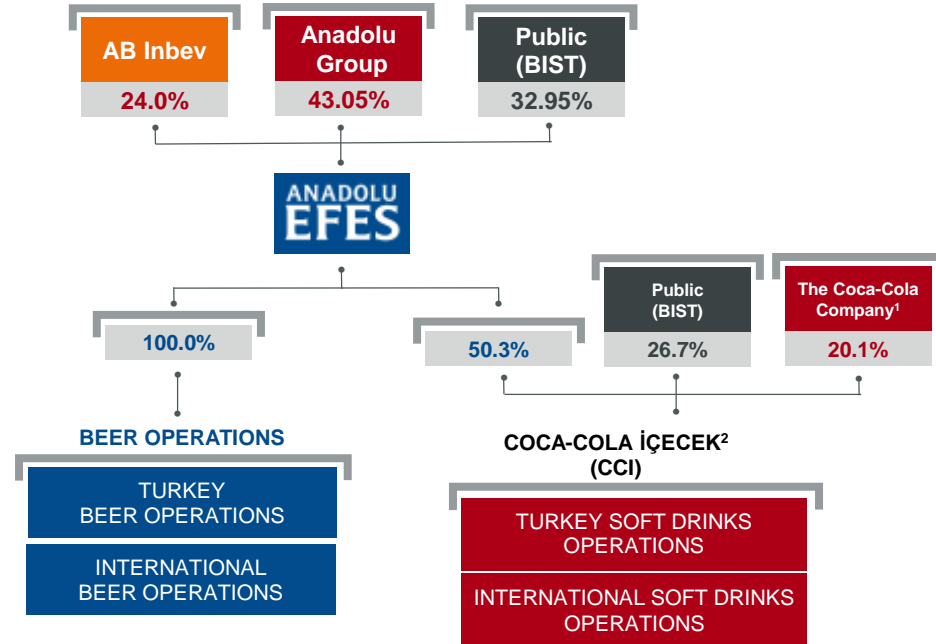 AB Inbev
24.0%
Anadolu
Group
43.05%
Public
(BIST)
32.95%
ANADOLU
EFES
100.0%
50.3%
Public
(BIST)
26.7%
The Coca-Cola
Company¹
20.1%
BEER OPERATIONS
TURKEY
BEER OPERATIONS
INTERNATIONAL
BEER OPERATIONS
COCA-COLA İÇECEK²
(CCI)
TURKEY SOFT DRINKS
OPERATIONS
INTERNATIONAL SOFT DRINKS
OPERATIONS